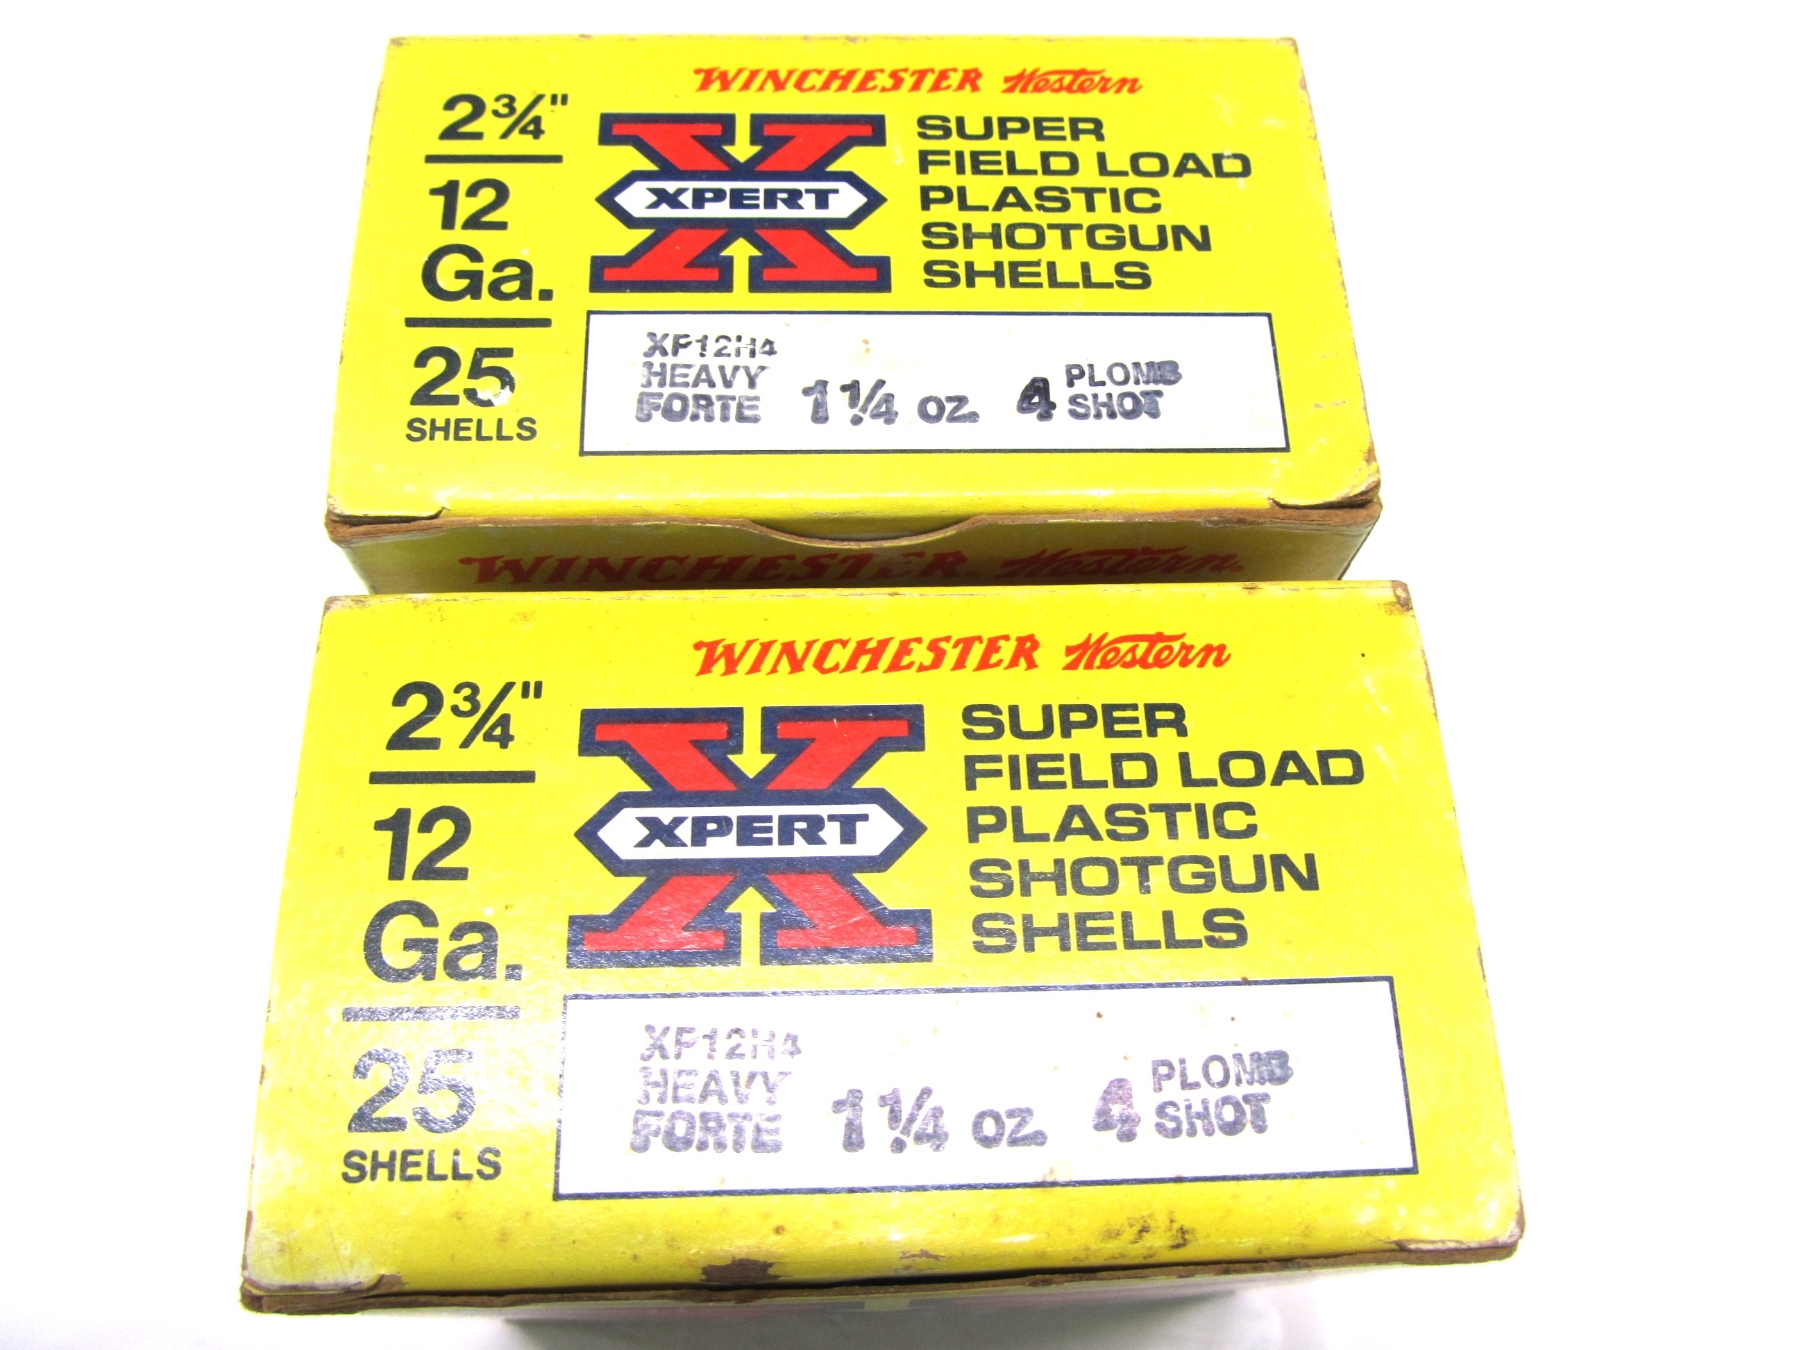 WINCHESTER Western
2¾"
12
Ga.
25
SHELLS
XPERT
SUPER
FIELD LOAD
PLASTIC
SHOTGUN
SHELLS
XF12H4
HEAVY
FORTE
1¼ oz.
4
PLOMB
SHOT
WINCHESTER Western
WINCHESTER Western
2¾"
12
Ga.
25
SHELLS
XPERT
SUPER
FIELD LOAD
PLASTIC
SHOTGUN
SHELLS
XF12H4
HEAVY
FORTE
1¼ oz.
4
PLOMB
SHOT